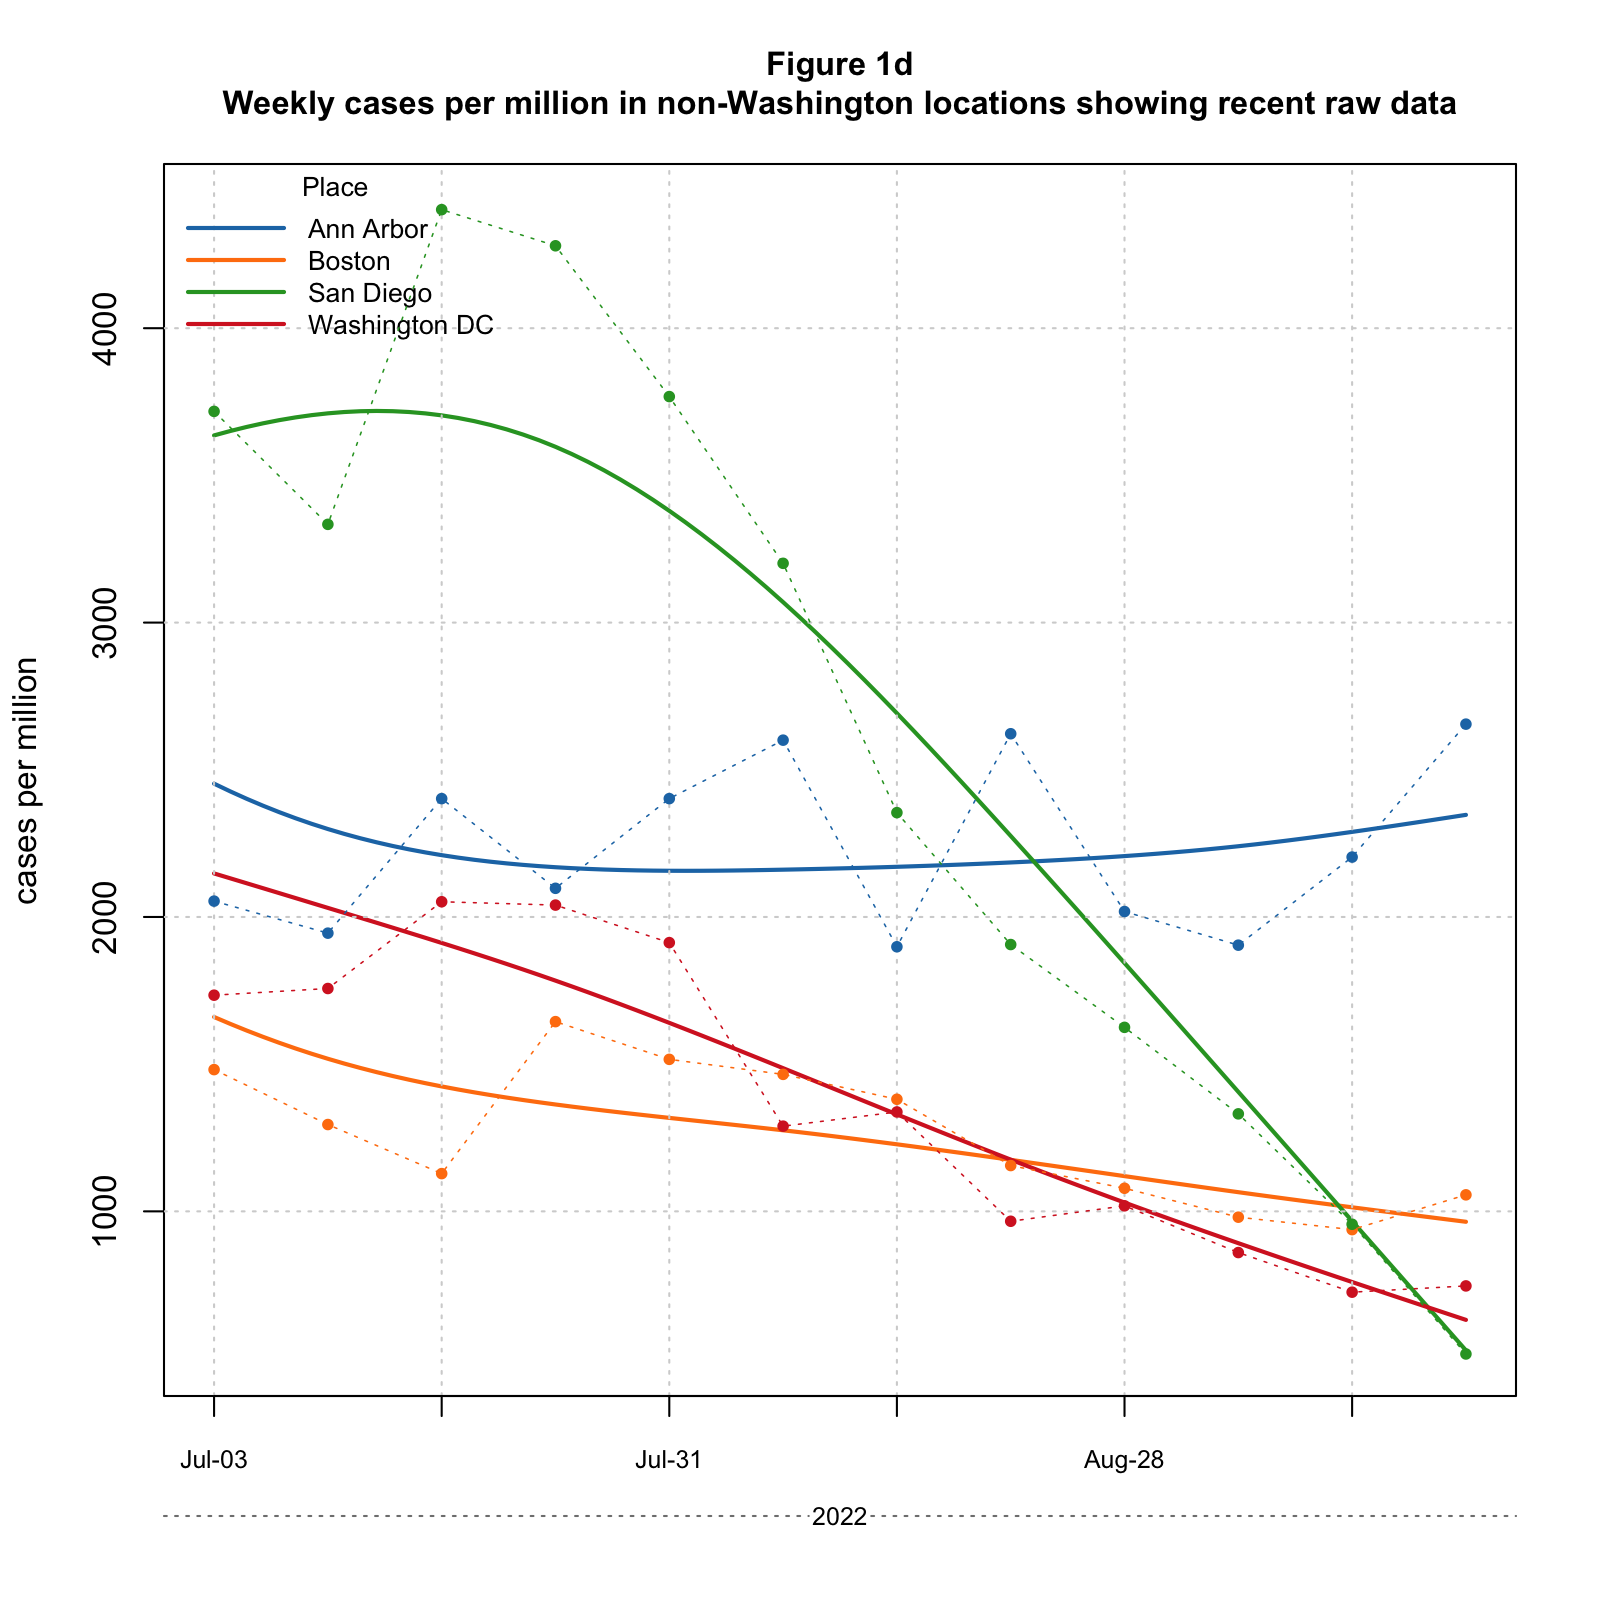 Figure 1d
Weekly cases per million in non-Washington locations showing recent raw data
Place
Ann Arbor
Boston
San Diego
Washington DC
cases per million
4000
3000
2000
1000
Jul-03
Jul-31
Aug-28
2022